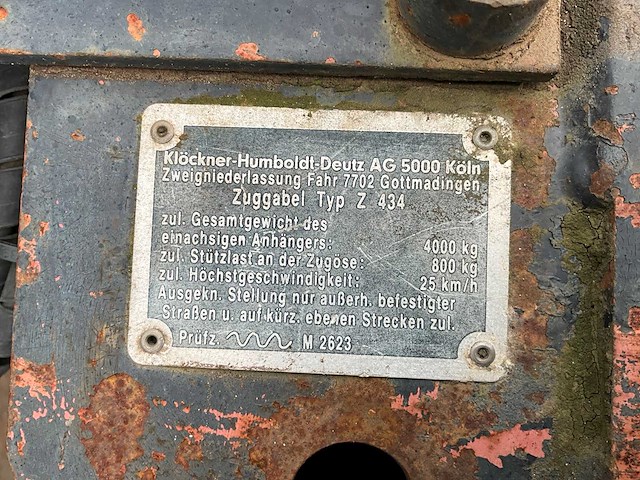 Klöckner-Humboldt-Deutz AG 5000 Köln
Zweigniederlassung Fahr 7702 Gottmadingen
Zuggabel Typ Z 434
zul. Gesamtgewicht des
einachsigen Anhängers: 4000 kg
zul. Stützlast an der Zugöse: 800 kg
zul. Höchstgeschwindigkeit: 25 km/h
Ausgekn. Stellung nur außerh. befestigter
Straßen u. auf kürz. ebenen Strecken zul.
Prüfz. M 2623